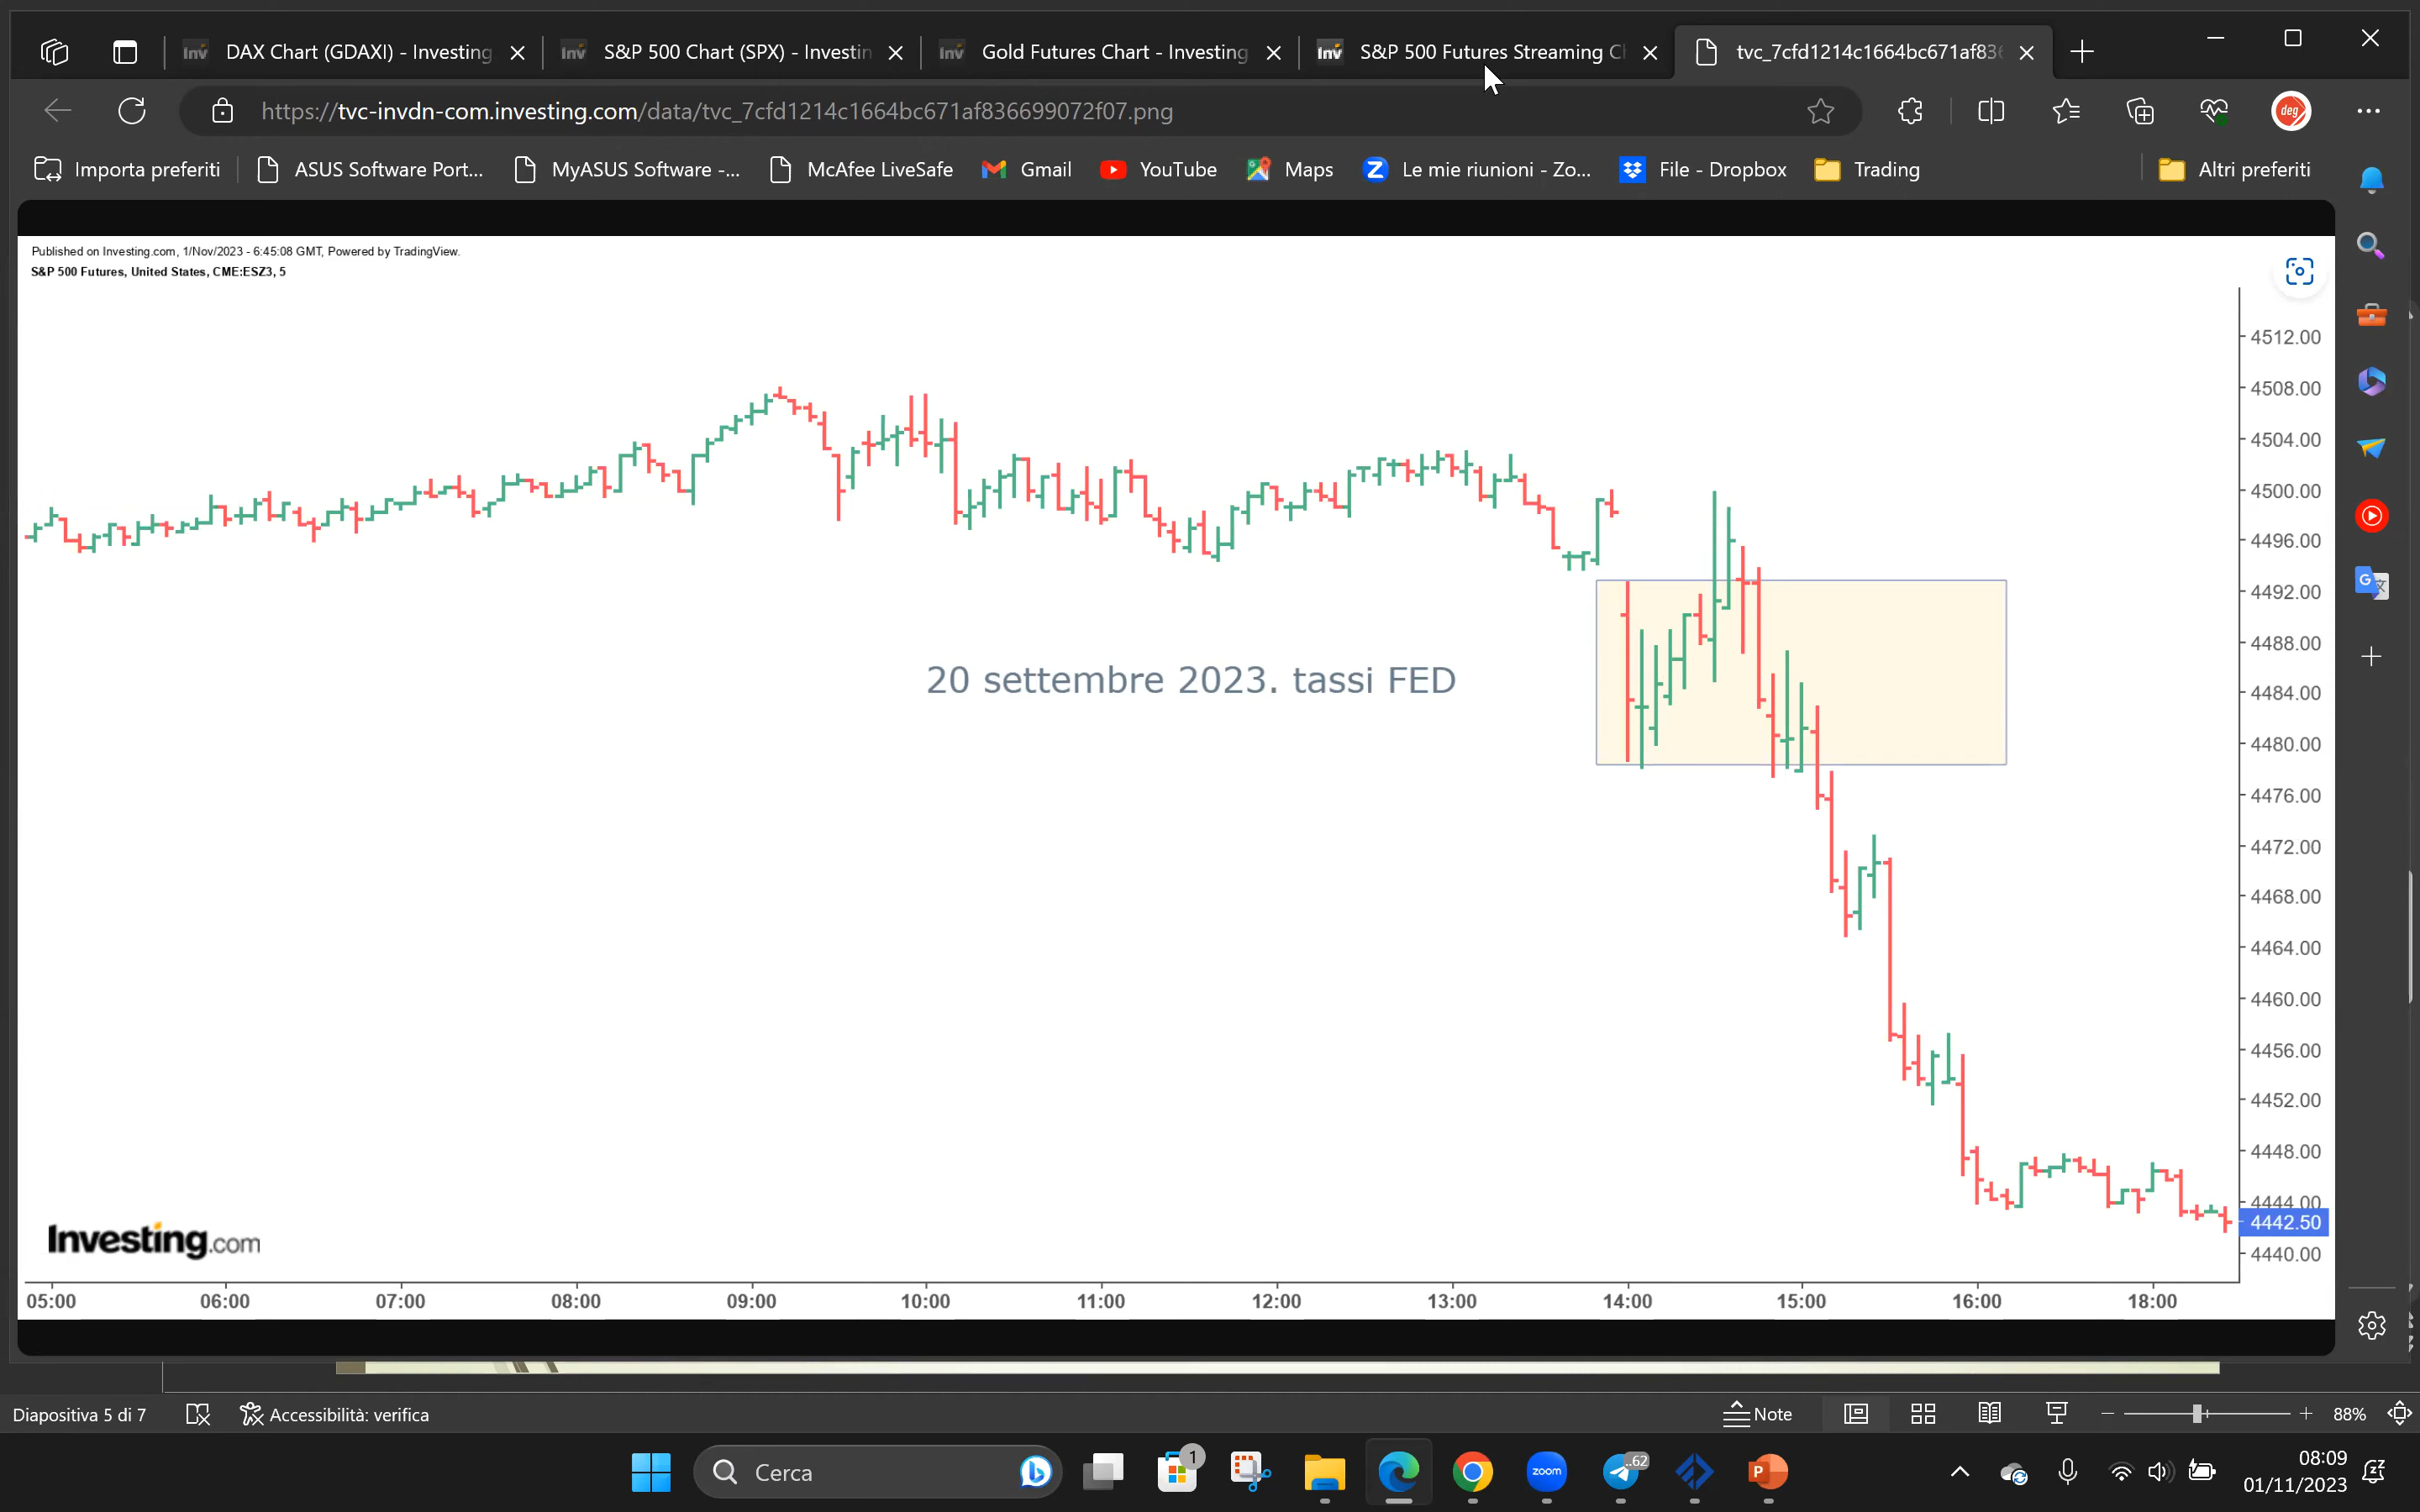 DAX Chart (GDAXI) - Investing
S&P 500 Chart (SPX) - Investin
Gold Futures Chart - Investing
S&P 500 Futures Streaming C
tvc_7cfd1214c1664bc671af836
https://tvc-invdn-com.investing.com/data/tvc_7cfd1214c1664bc671af836699072f07.png
deg
Importa preferiti
ASUS Software Port...
MyASUS Software -...
McAfee LiveSafe
Gmail
YouTube
Maps
Le mie riunioni - Zo...
File - Dropbox
Trading
Altri preferiti
Published on Investing.com, 1/Nov/2023 - 6:45:08 GMT, Powered by TradingView.
S&P 500 Futures, United States, CME:ESZ3, 5
4512.00
4508.00
4504.00
4500.00
4496.00
4492.00
4488.00
4484.00
4480.00
4476.00
4472.00
4468.00
4464.00
4460.00
4456.00
4452.00
4448.00
4444.00
4442.50
4440.00
20 settembre 2023. tassi FED
Investing.com
05:00 06:00 07:00 08:00 09:00 10:00 11:00 12:00 13:00 14:00 15:00 16:00 18:00
Diapositiva 5 di 7
Accessibilità: verifica
Note
88%
Cerca
1
zoom
62
08:09
01/11/2023